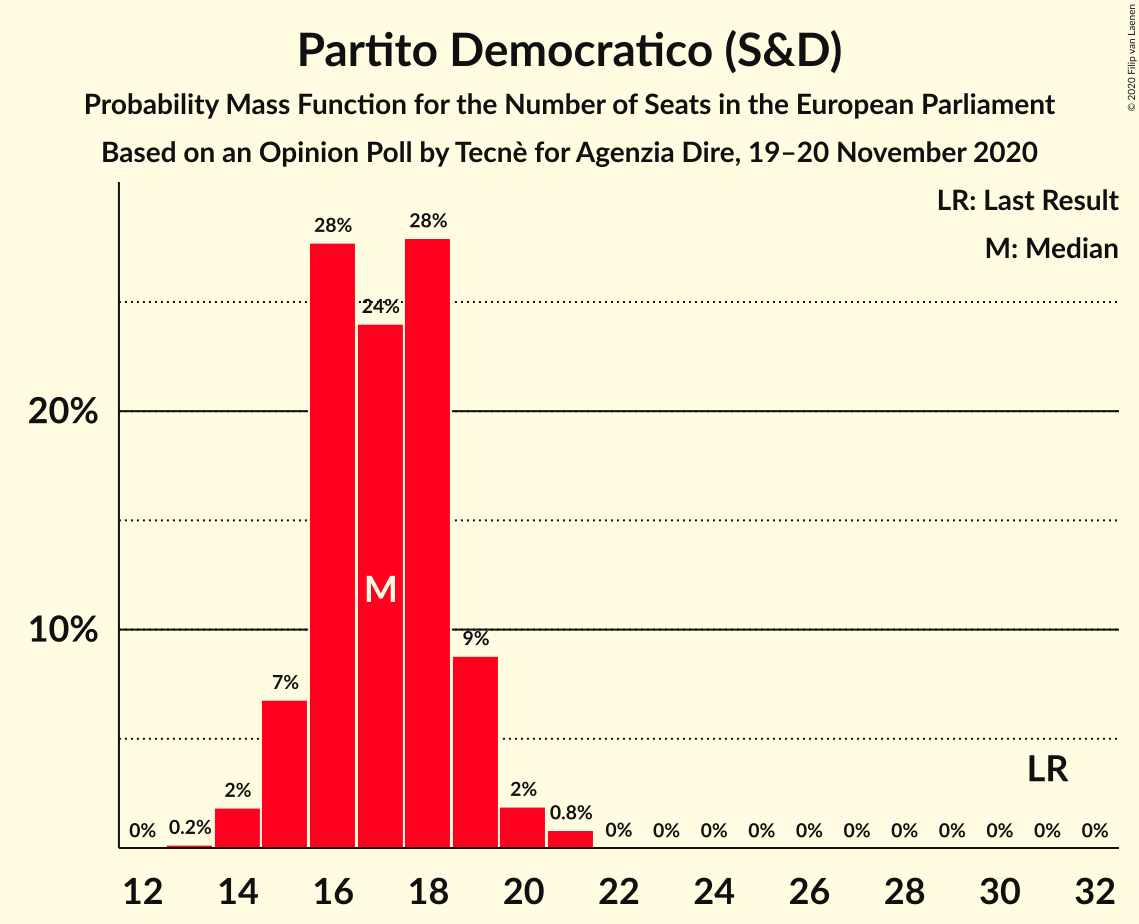 Partito Democratico (S&D)
Probability Mass Function for the Number of Seats in the European Parliament
Based on an Opinion Poll by Tecnè for Agenzia Dire, 19–20 November 2020
© 2020 Filip van Laenen
LR: Last Result
M: Median
20%
10%
0% 0.2% 2% 7% 28% 24% 28% 9% 2% 0.8% 0% 0% 0% 0% 0% 0% 0% 0% 0% 0% 0%
M
LR
12 14 16 18 20 22 24 26 28 30 32